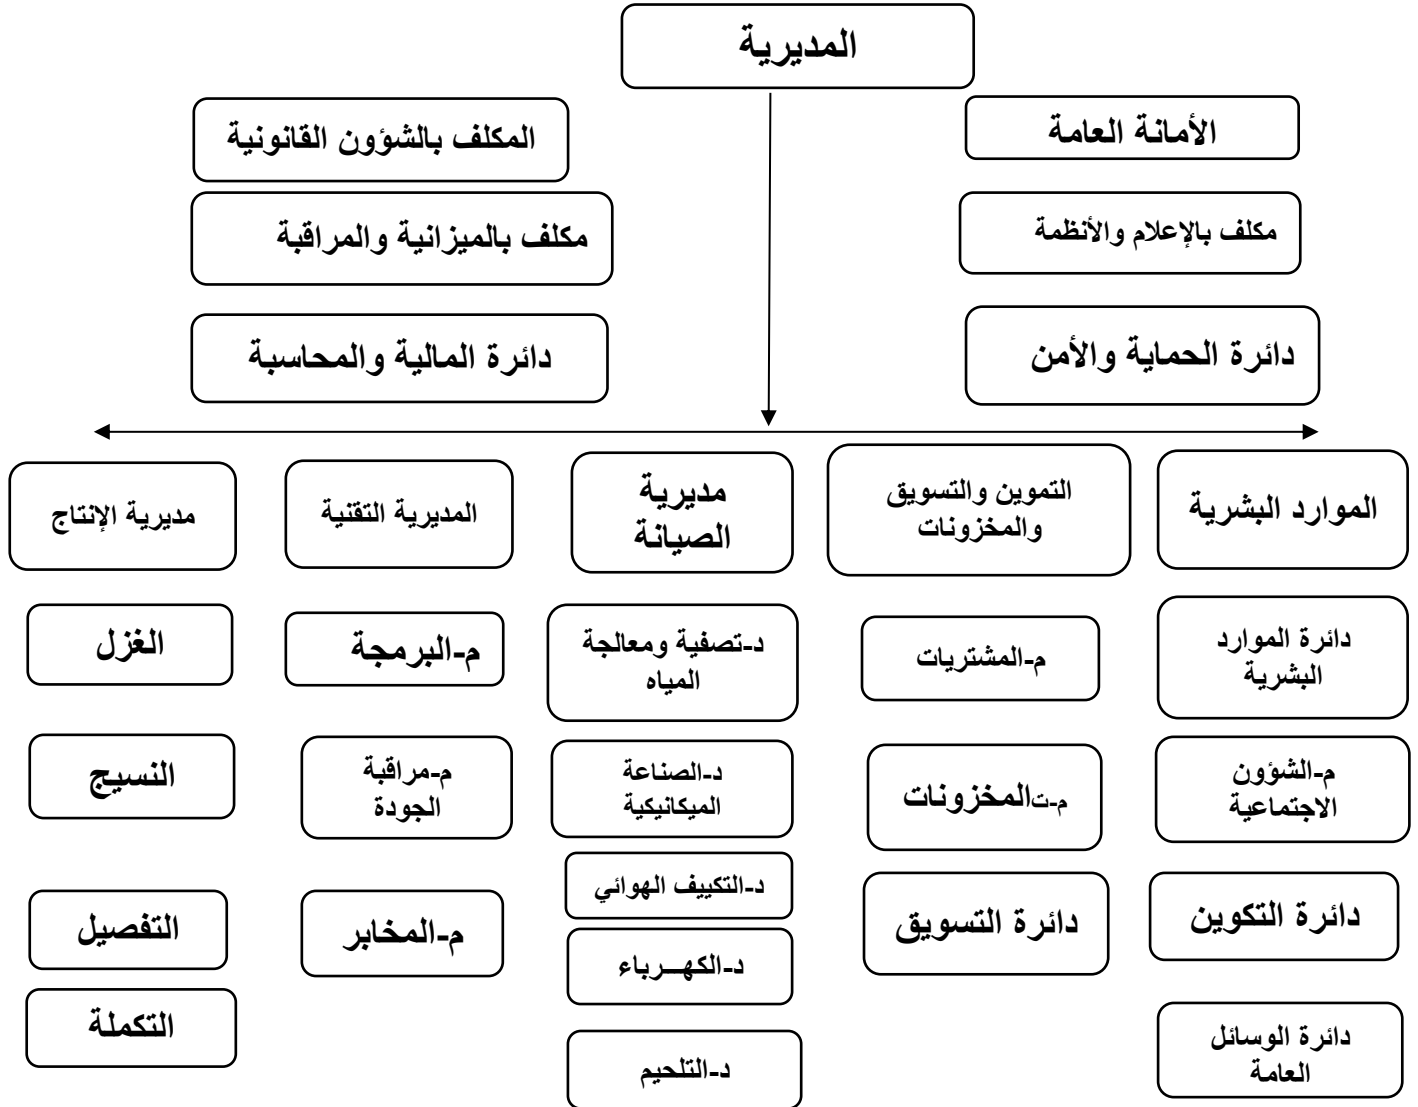 المديرية
الأمانة العامة
المكلف بالشؤون القانونية
مكلف بالإعلام والأنظمة
مكلف بالميزانية والمراقبة
دائرة الحماية والأمن
دائرة المالية والمحاسبة
الموارد البشرية
التموين والتسويق
والمخزونات
مديرية
الصيانة
المديرية التقنية
مديرية الإنتاج
دائرة الموارد
البشرية
م-المشتريات
د-تصفية ومعالجة
المياه
م-البرمجة
الغزل
م-الشؤون
الاجتماعية
م-ت المخزونات
د-الصناعة
الميكانيكية
م-مراقبة
الجودة
النسيج
دائرة التكوين
دائرة التسويق
د-التكييف الهوائي
د-الكهـــرباء
م-المخابر
التفصيل
دائرة الوسائل
العامة
د-التلحيم
التكملة